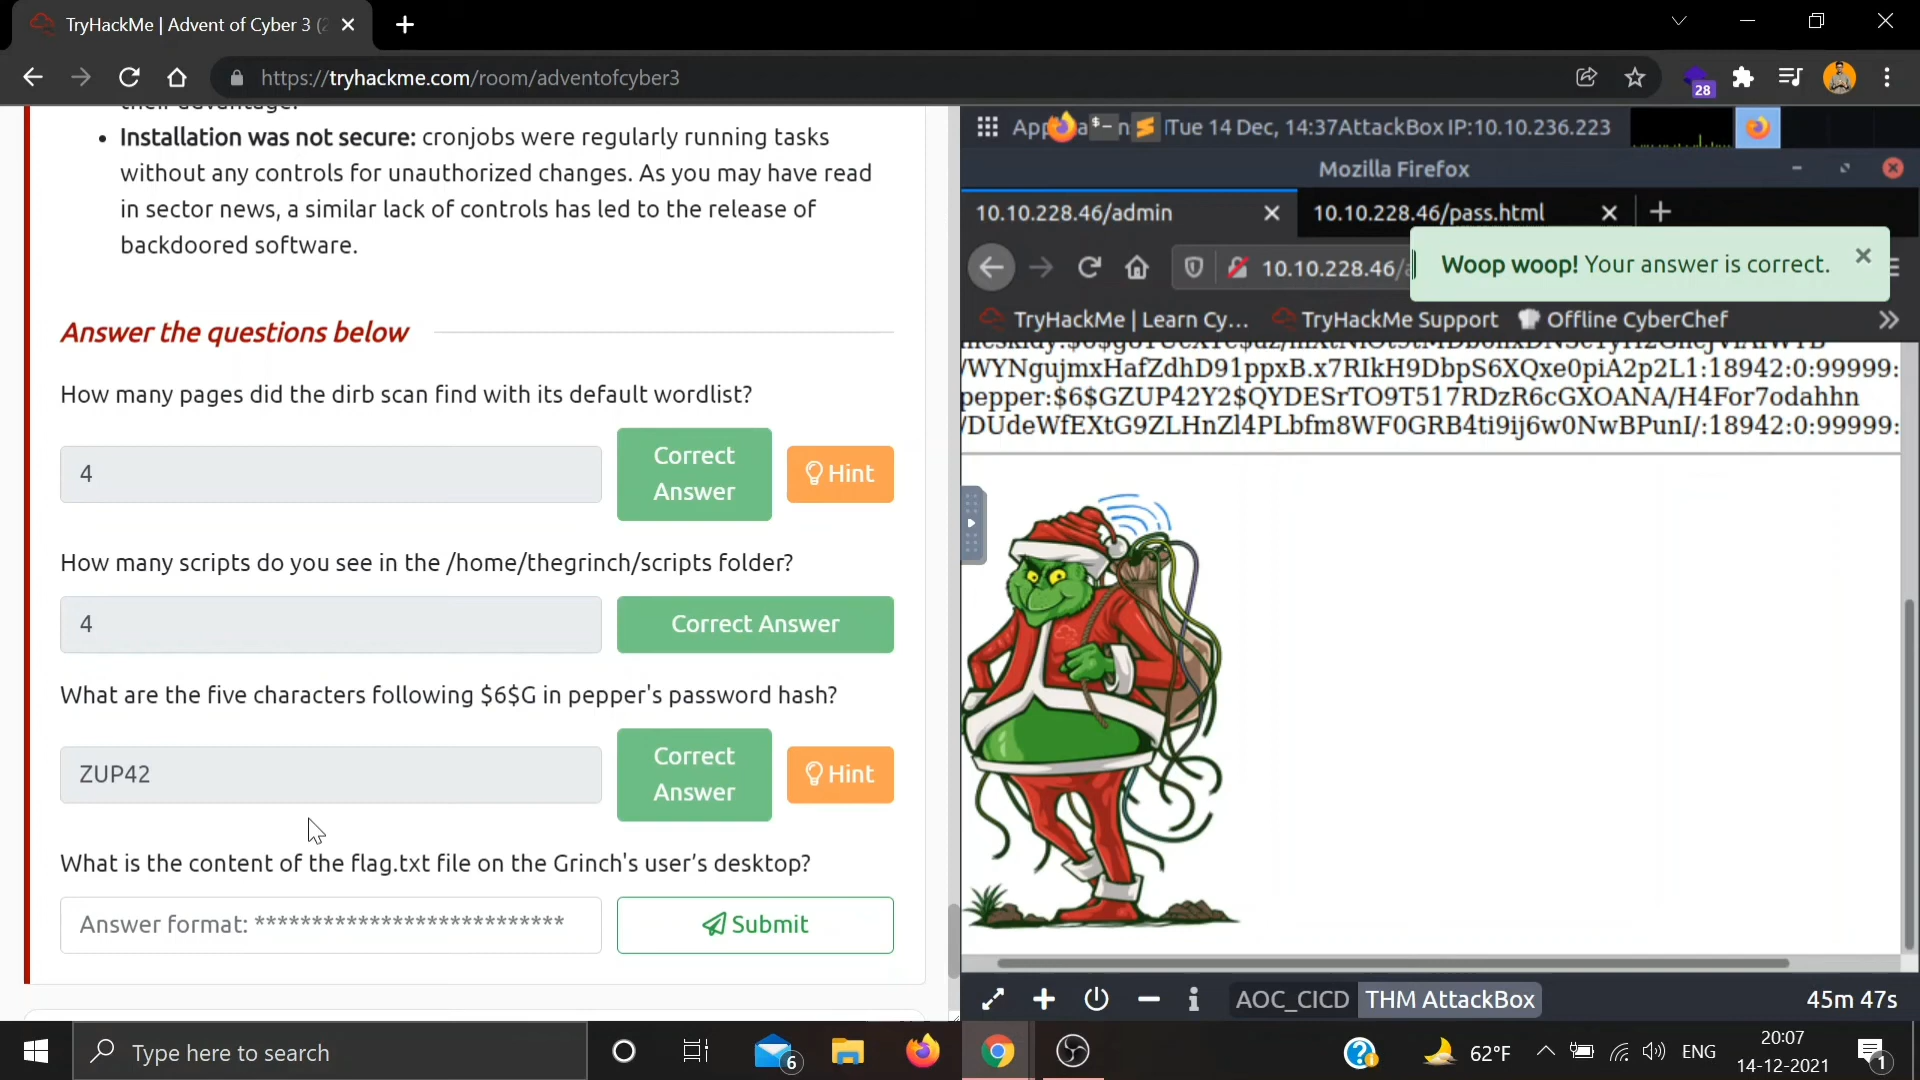 TryHackMe | Advent of Cyber 3 (
https://tryhackme.com/room/adventofcyber3
28
• Installation was not secure: cronjobs were regularly running tasks
without any controls for unauthorized changes. As you may have read
in sector news, a similar lack of controls has led to the release of
backdoored software.
Answer the questions below
How many pages did the dirb scan find with its default wordlist?
4
Correct
Answer
Hint
How many scripts do you see in the /home/thegrinch/scripts folder?
4
Correct Answer
What are the five characters following $6$G in pepper's password hash?
ZUP42
Correct
Answer
Hint
What is the content of the flag.txt file on the Grinch's user’s desktop?
Answer format: ***************************
Submit
Tue 14 Dec, 14:37 AttackBox IP:10.10.236.223
Mozilla Firefox
10.10.228.46/admin
10.10.228.46/pass.html
10.10.228.46/
Woop woop! Your answer is correct.
TryHackMe | Learn Cy...
TryHackMe Support
Offline CyberChef
/WYNgujmxHafZdhD91ppxB.x7RIkH9DbpS6XQxe0piA2p2L1:18942:0:99999:
pepper:$6$GZUP42Y2$QYDESrTO9T517RDzR6cGXOANA/H4For7odahhn
/DUdeWfEXtG9ZLHnZl4PLbfm8WF0GRB4ti9ij6w0NwBPunI/:18942:0:99999:
AOC_CICD
THM AttackBox
45m 47s
Type here to search
6
62°F
ENG
20:07
14-12-2021
1